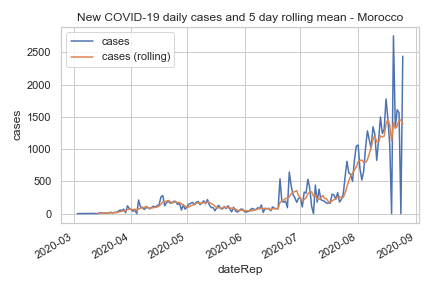 New COVID-19 daily cases and 5 day rolling mean - Morocco
cases
cases (rolling)
2500
2000
1500
1000
500
0
cases
2020-03
2020-04
2020-05
2020-06
2020-07
2020-08
2020-09
dateRep